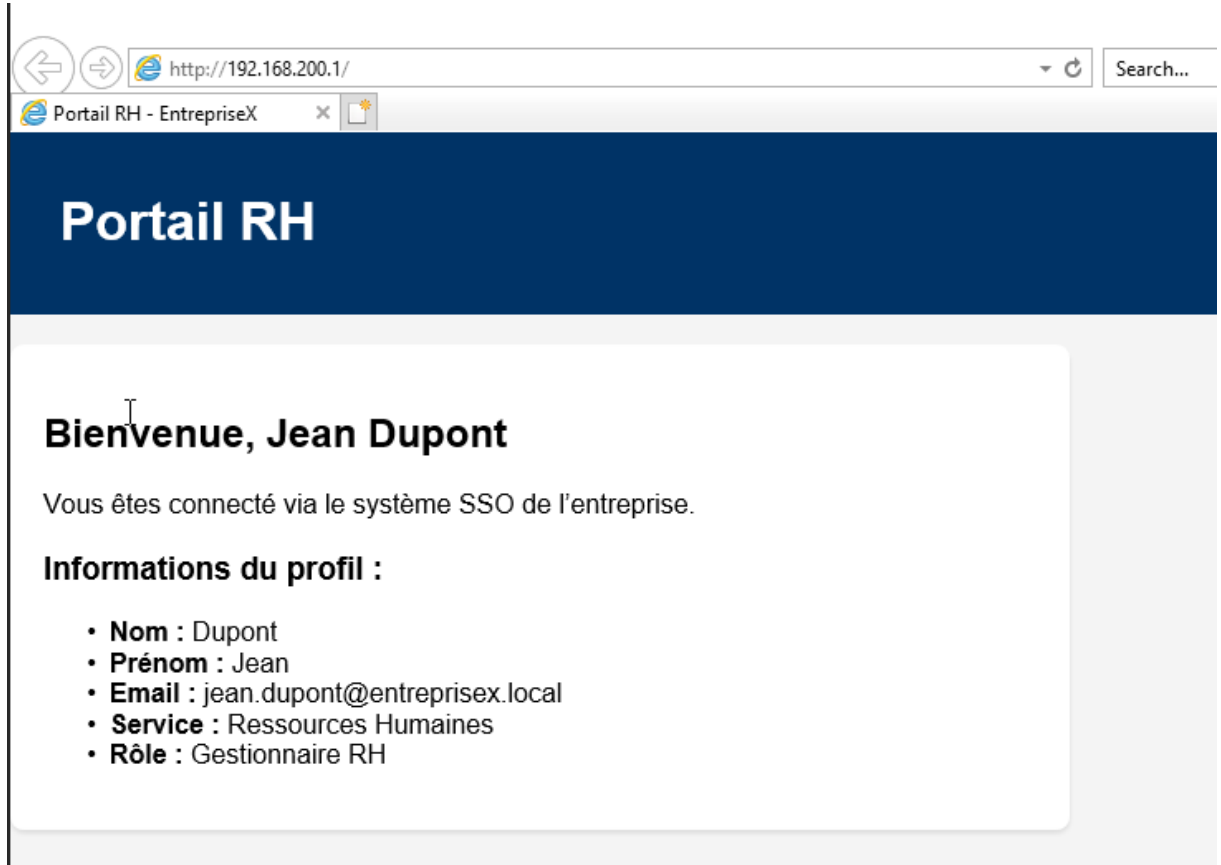 http://192.168.200.1/
Search...
Portail RH - EntrepriseX
Portail RH
Bienvenue, Jean Dupont
Vous êtes connecté via le système SSO de l’entreprise.
Informations du profil :
• Nom : Dupont
• Prénom : Jean
• Email : jean.dupont@entreprisex.local
• Service : Ressources Humaines
• Rôle : Gestionnaire RH